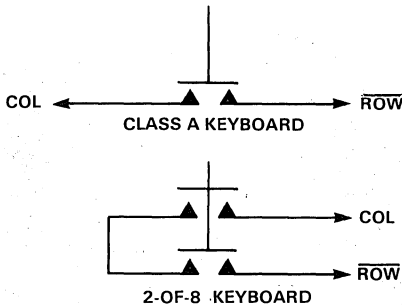 COL ROW
CLASS A KEYBOARD
COL
ROW
2-OF-8 KEYBOARD